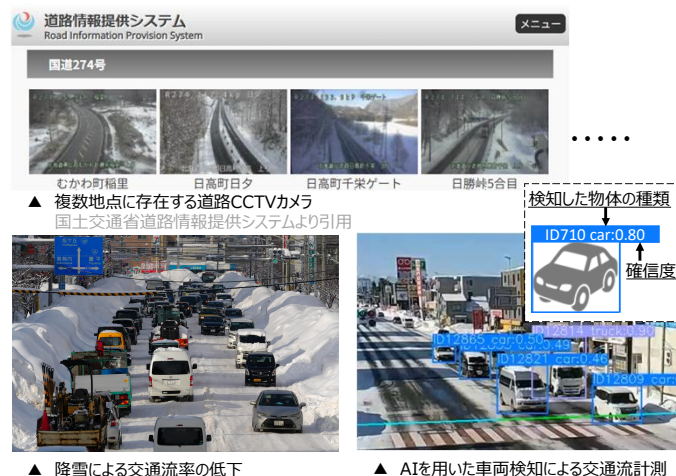 道路情報提供システム
Road Information Provision System
メニュー
国道274号
むかわ町稲里
日高町日夕
日高町千栄ゲート
日勝峠5合目
・・・・・
▲ 複数地点に存在する道路CCTVカメラ
国土交通省道路情報提供システムより引用
検知した物体の種類
ID710 car:0.80
確信度
ID12814 truck:0.90
ID12865 car:0.50
ID12821 car:0.46
ID12809 car:
▲ 降雪による交通流率の低下
▲ AIを用いた車両検知による交通流計測